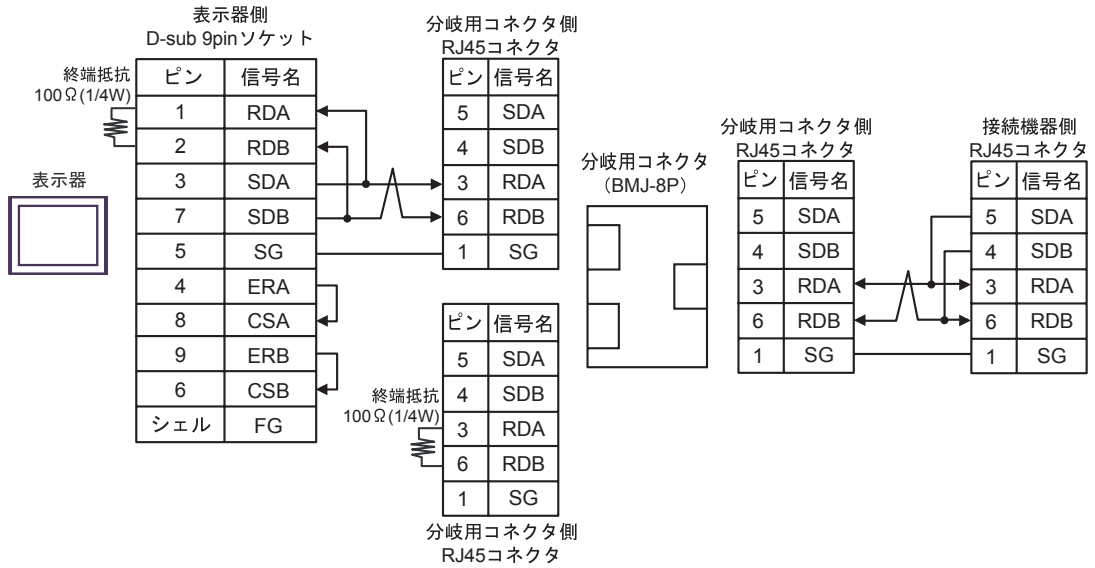 表示器側
D-sub 9pinソケット
終端抵抗
100Ω(1/4W)
ピン 信号名
1 RDA
2 RDB
3 SDA
7 SDB
5 SG
4 ERA
8 CSA
9 ERB
6 CSB
シェル FG
表示器
分岐用コネクタ側
RJ45コネクタ
ピン 信号名
5 SDA
4 SDB
3 RDA
6 RDB
1 SG
終端抵抗
100Ω(1/4W)
ピン 信号名
5 SDA
4 SDB
3 RDA
6 RDB
1 SG
分岐用コネクタ側
RJ45コネクタ
分岐用コネクタ
（BMJ-8P）
分岐用コネクタ側
RJ45コネクタ
ピン 信号名
5 SDA
4 SDB
3 RDA
6 RDB
1 SG
接続機器側
RJ45コネクタ
ピン 信号名
5 SDA
4 SDB
3 RDA
6 RDB
1 SG